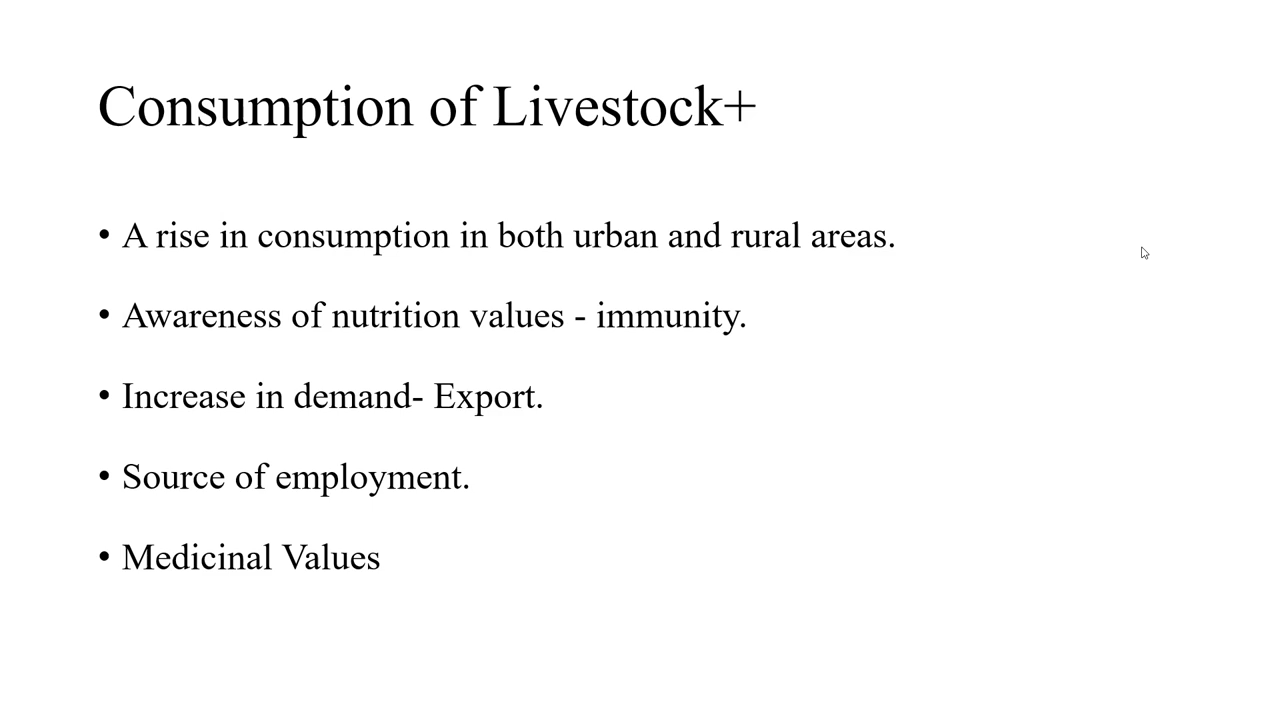 Consumption of Livestock+
• A rise in consumption in both urban and rural areas.
• Awareness of nutrition values - immunity.
• Increase in demand- Export.
• Source of employment.
• Medicinal Values